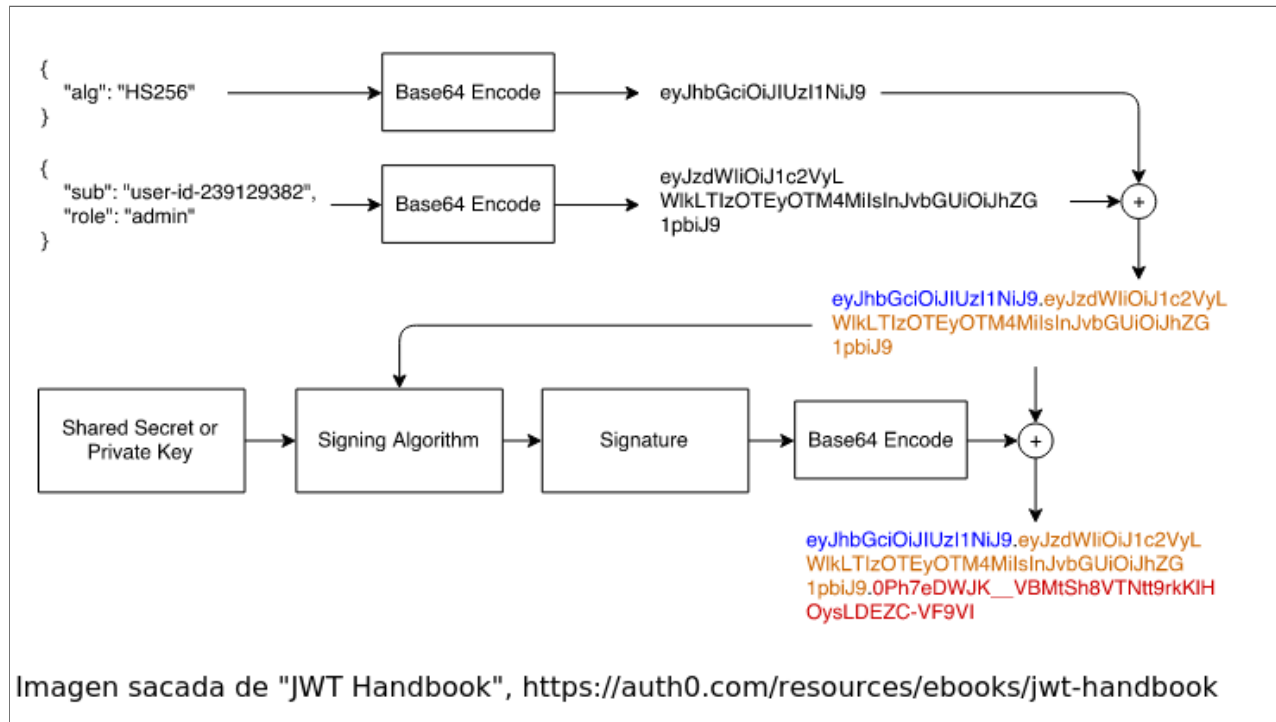 {
"alg": "HS256"
}
Base64 Encode
eyJhbGciOiJIUzI1NiJ9
{
"sub": "user-id-239129382",
"role": "admin"
}
Base64 Encode
eyJzdWIiOiJ1c2VyL
WlkLTIzOTEyOTM4MiIsInJvbGUiOiJhZG
1pbiJ9
+
eyJhbGciOiJIUzI1NiJ9.eyJzdWIiOiJ1c2VyL
WlkLTIzOTEyOTM4MiIsInJvbGUiOiJhZG
1pbiJ9
Shared Secret or
Private Key
Signing Algorithm
Signature
Base64 Encode
+
eyJhbGciOiJIUzI1NiJ9.eyJzdWIiOiJ1c2VyL
WlkLTIzOTEyOTM4MiIsInJvbGUiOiJhZG
1pbiJ9.0Ph7eDWJK__VBMtSh8VTNtt9rkKIH
OysLDEZC-VF9VI
Imagen sacada de "JWT Handbook", https://auth0.com/resources/ebooks/jwt-handbook